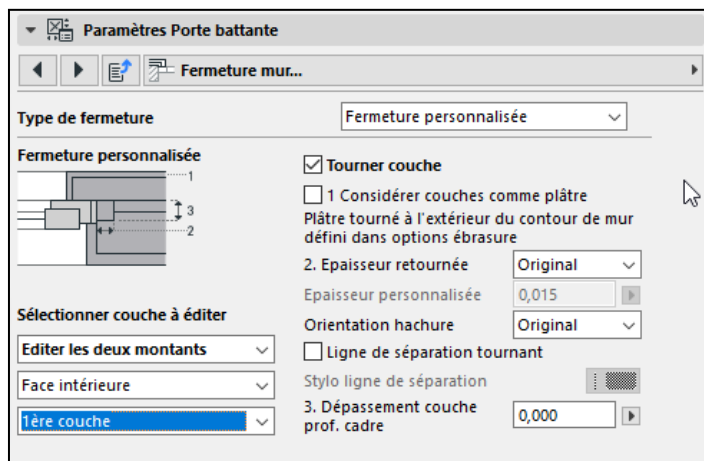 Paramètres Porte battante
Fermeture mur...
Type de fermeture
Fermeture personnalisée
Fermeture personnalisée
1
3
2
Sélectionner couche à éditer
Editer les deux montants
Face intérieure
1ère couche
Tourner couche
1 Considérer couches comme plâtre
Plâtre tourné à l'extérieur du contour de mur
défini dans options ébrasure
2. Epaisseur retournée
Original
Epaisseur personnalisée
0,015
Orientation hachure
Original
Ligne de séparation tournant
Stylo ligne de séparation
3. Dépassement couche
prof. cadre
0,000